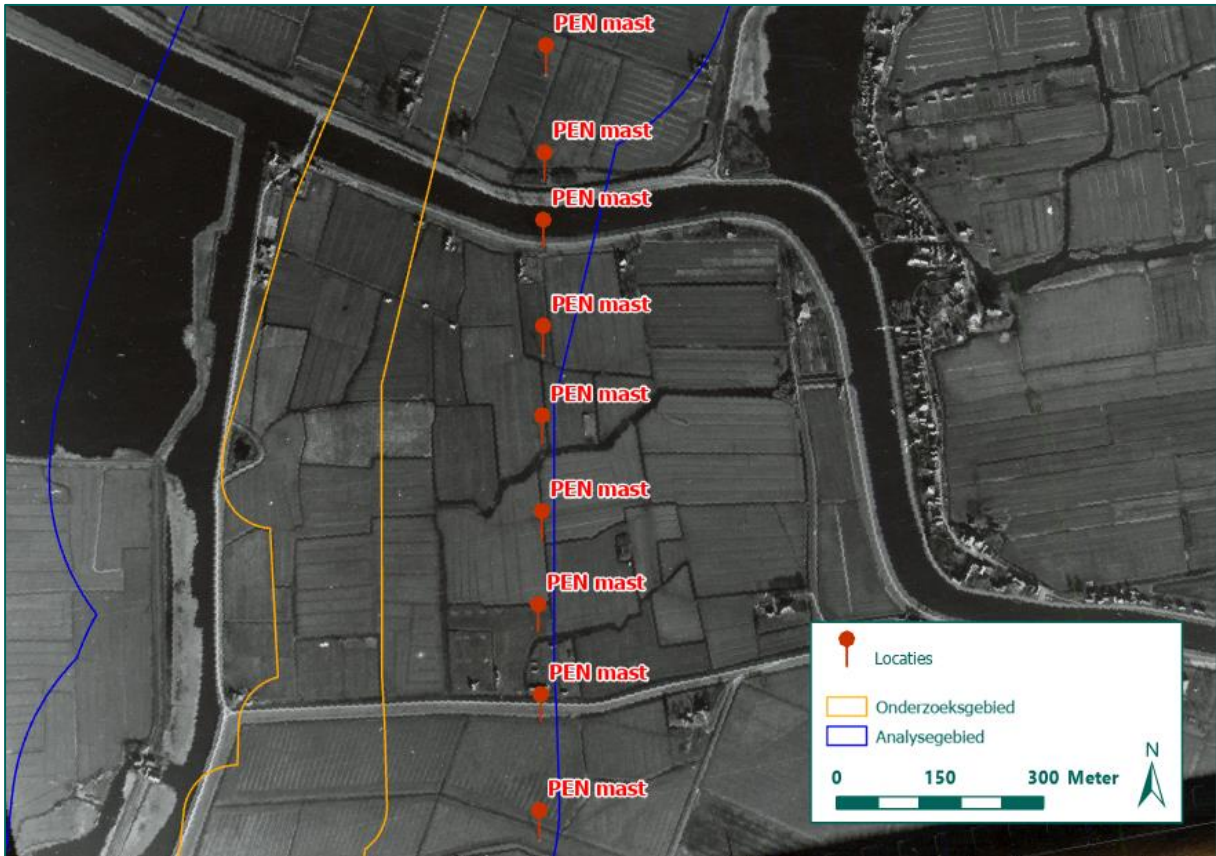 PEN mast
PEN mast
PEN mast
PEN mast
PEN mast
PEN mast
PEN mast
PEN mast
PEN mast
Locaties
Onderzoeksgebied
Analysegebied
N
0 150 300 Meter